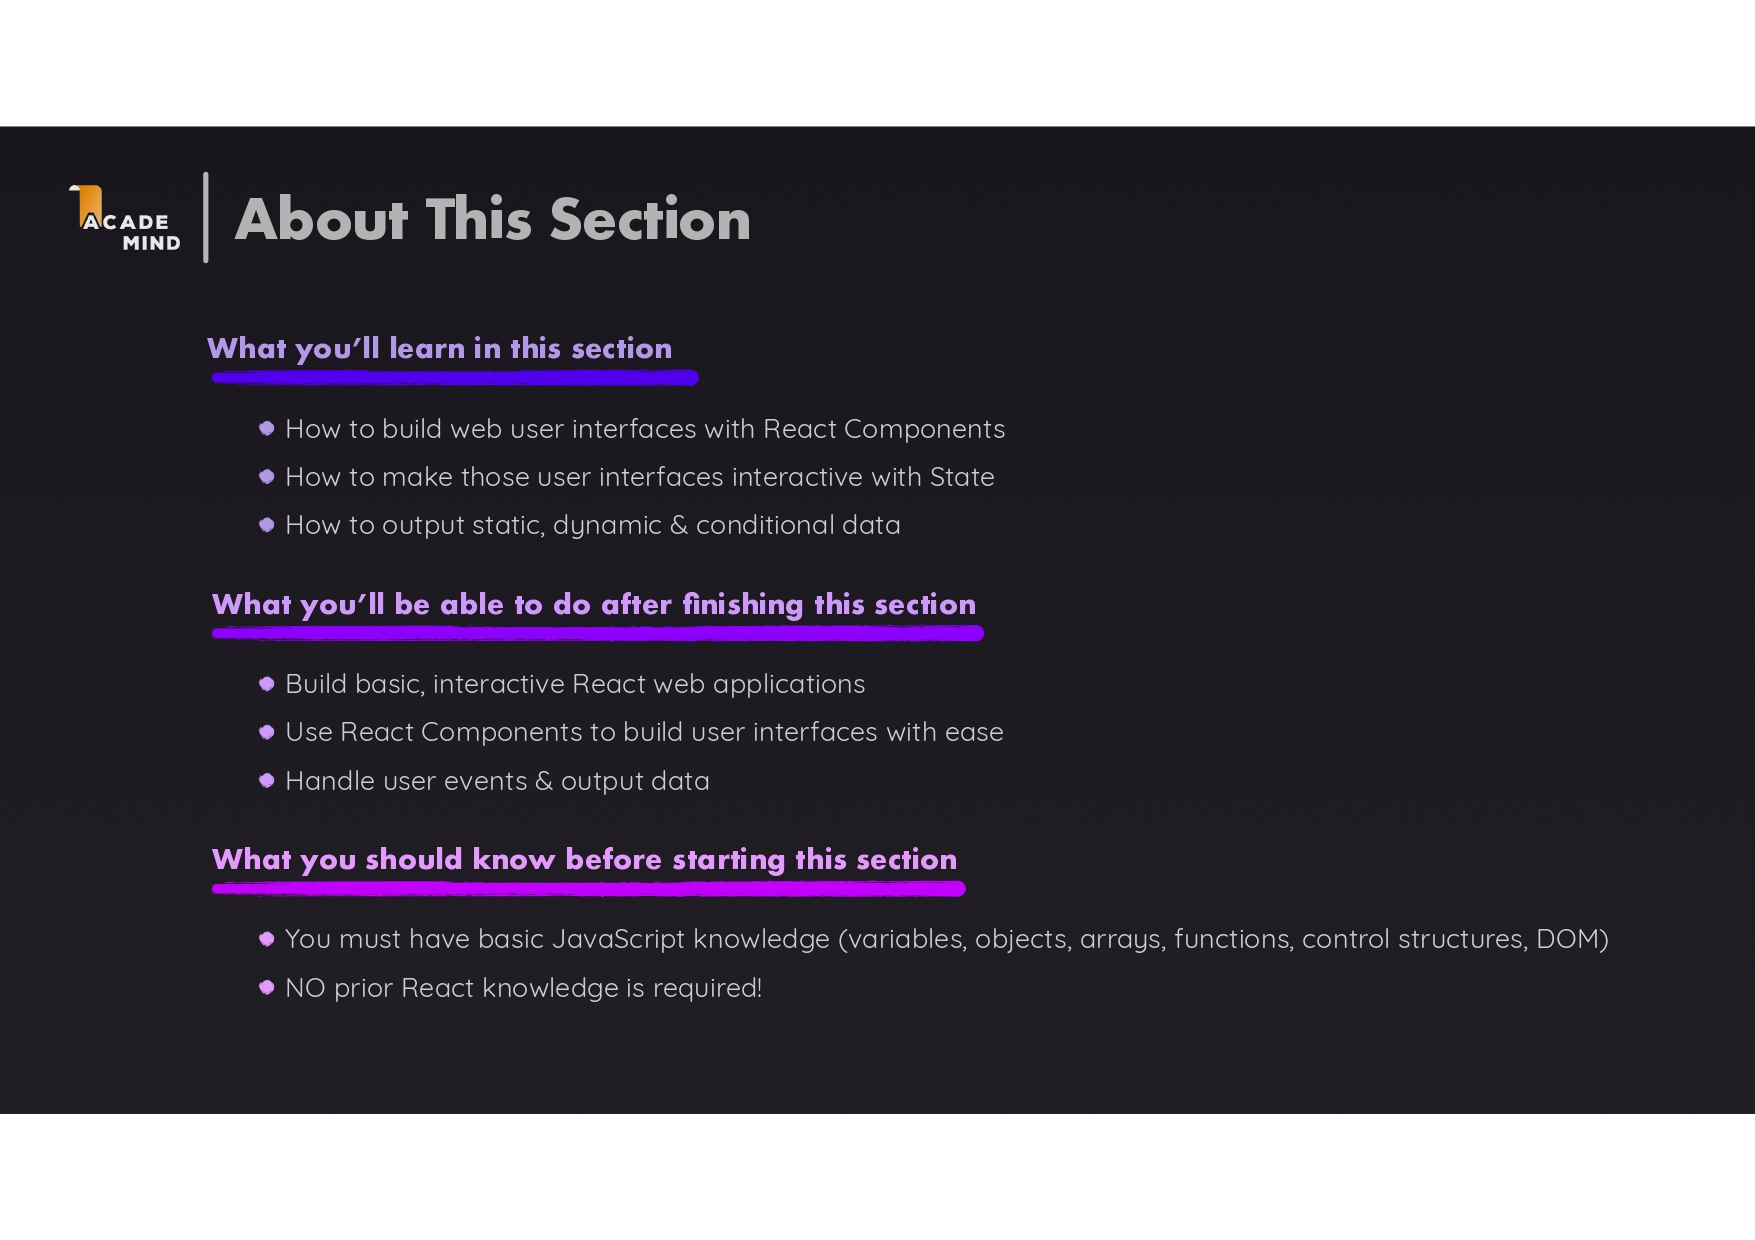 ACADE
MIND
About This Section
What you’ll learn in this section
How to build web user interfaces with React Components
How to make those user interfaces interactive with State
How to output static, dynamic & conditional data
What you’ll be able to do after finishing this section
Build basic, interactive React web applications
Use React Components to build user interfaces with ease
Handle user events & output data
What you should know before starting this section
You must have basic JavaScript knowledge (variables, objects, arrays, functions, control structures, DOM)
NO prior React knowledge is required!